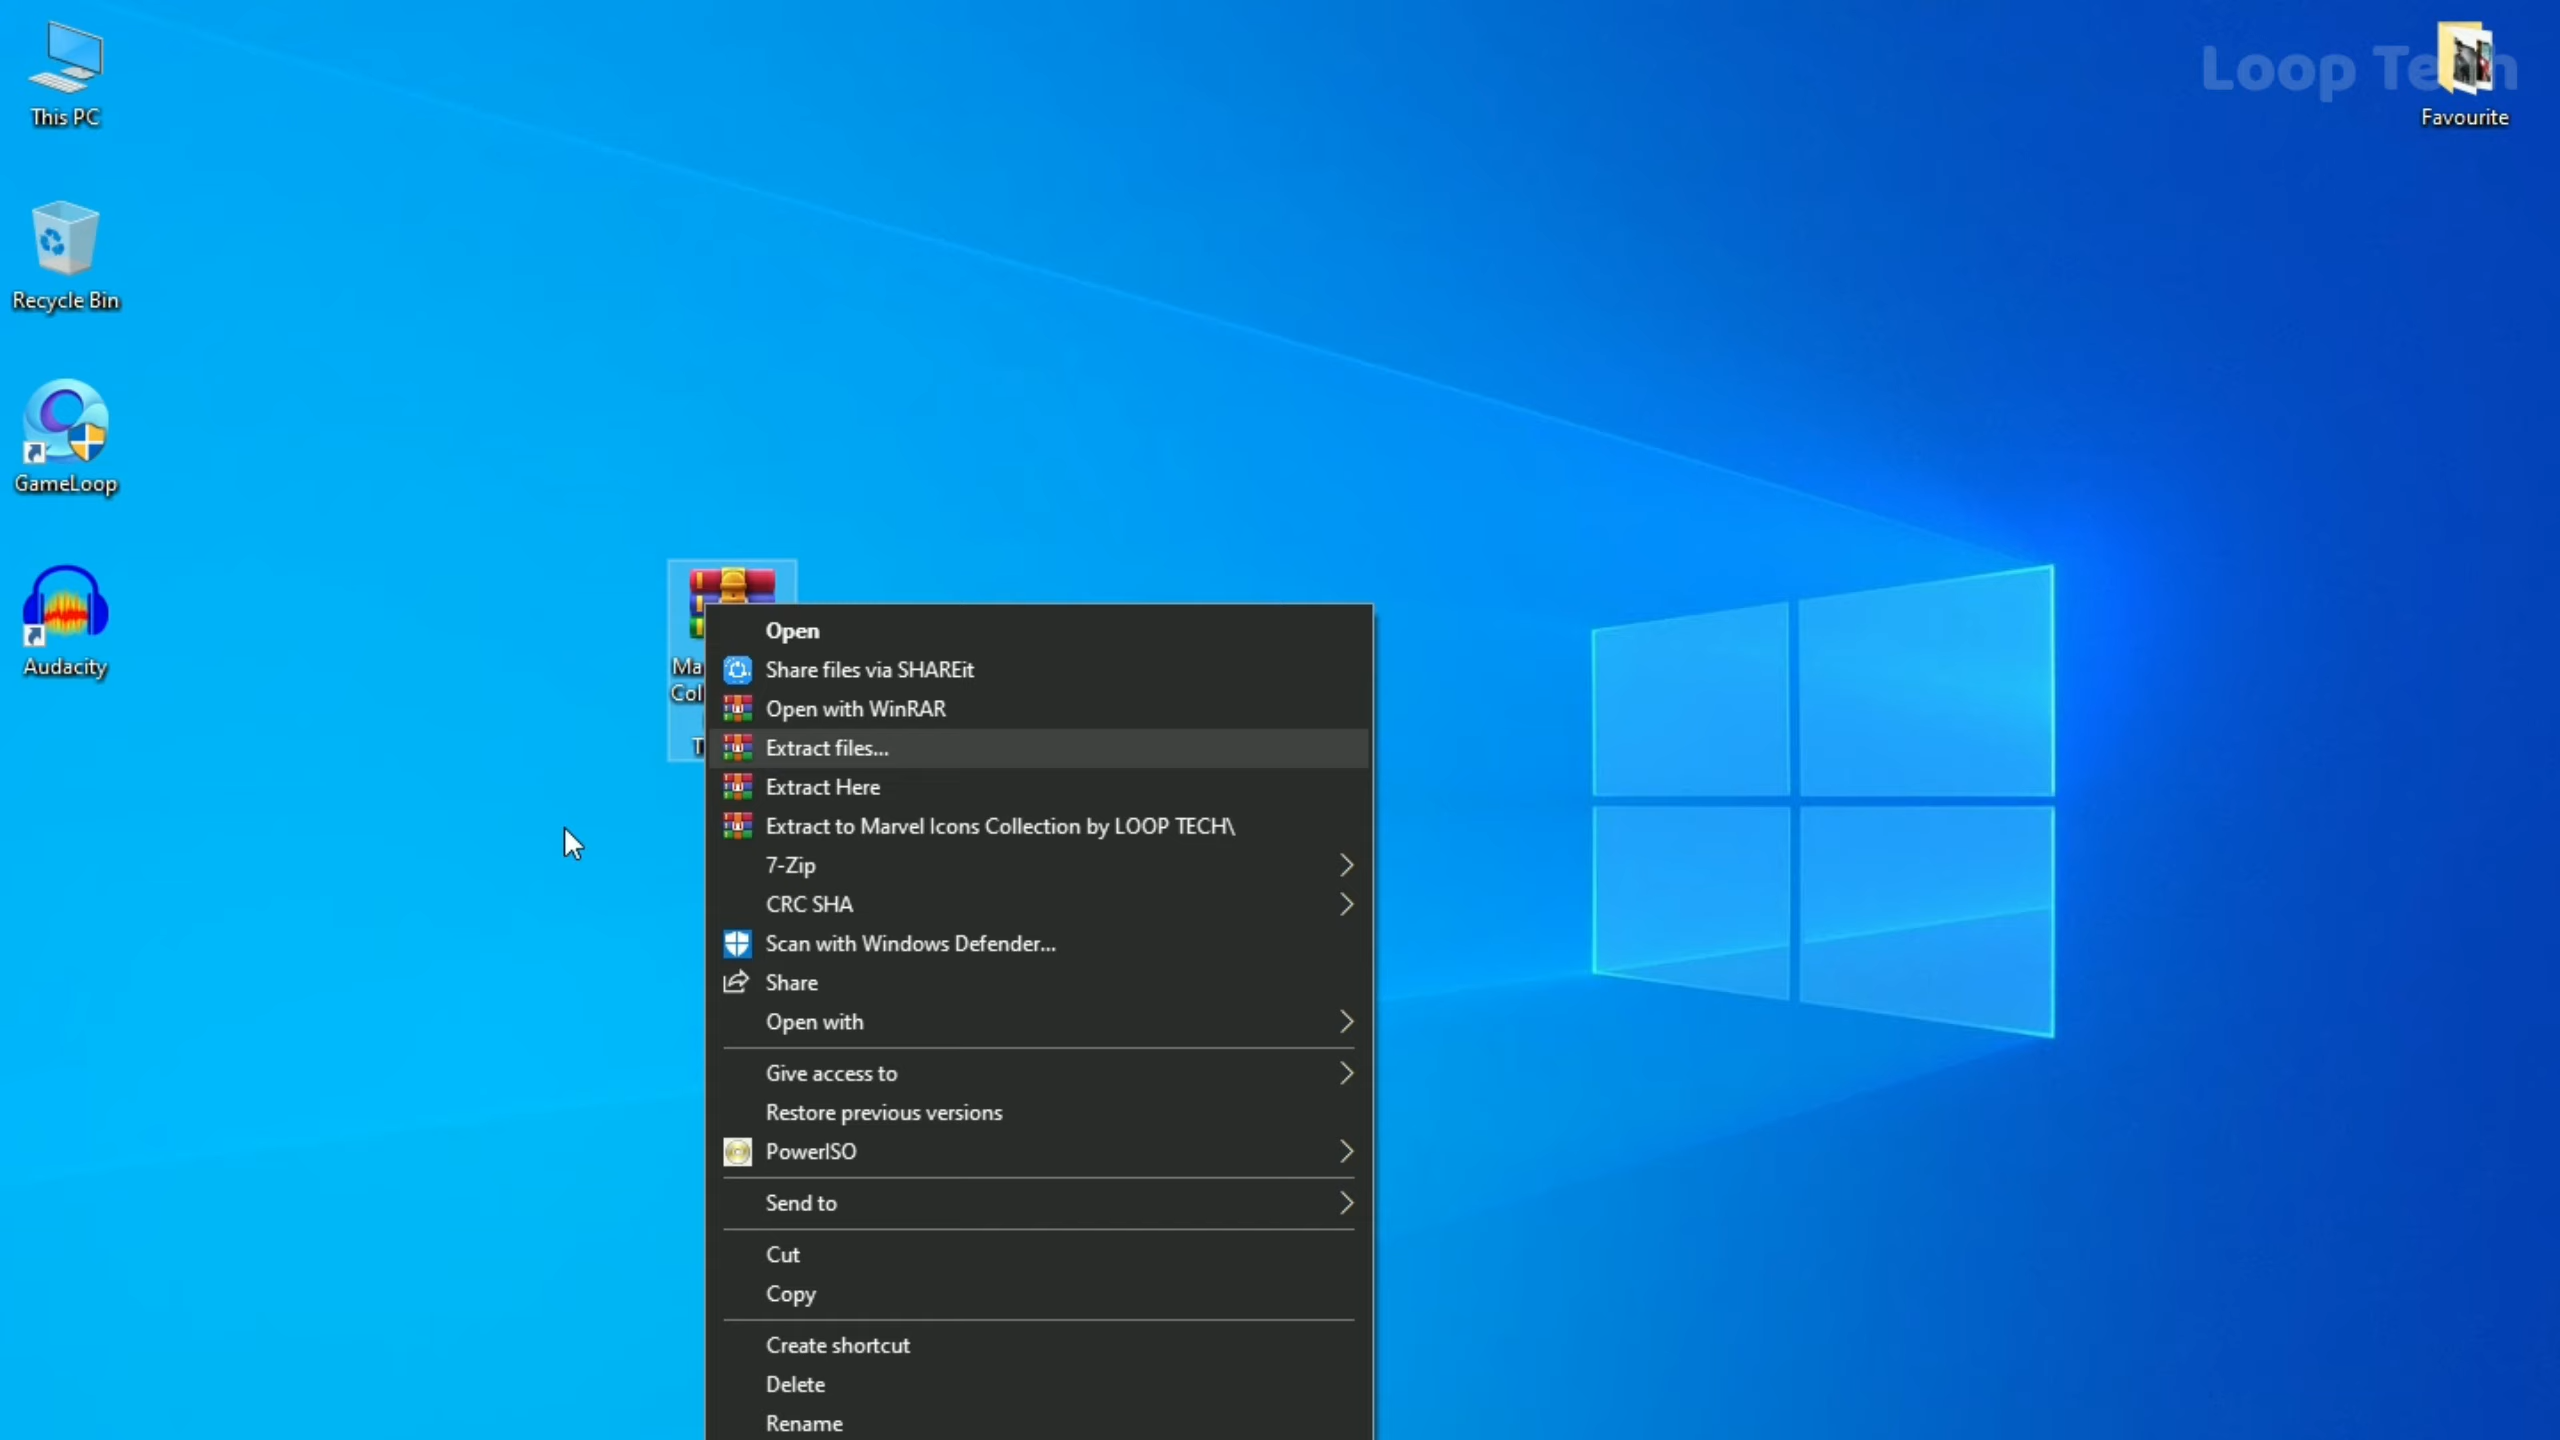 This PC
Recycle Bin
GameLoop
Audacity
Loop Te h
Favourite
Open
Share files via SHAREit
Open with WinRAR
Extract files...
Extract Here
Extract to Marvel Icons Collection by LOOP TECH\
7-Zip
CRC SHA
Scan with Windows Defender...
Share
Open with
Give access to
Restore previous versions
PowerISO
Send to
Cut
Copy
Create shortcut
Delete
Rename